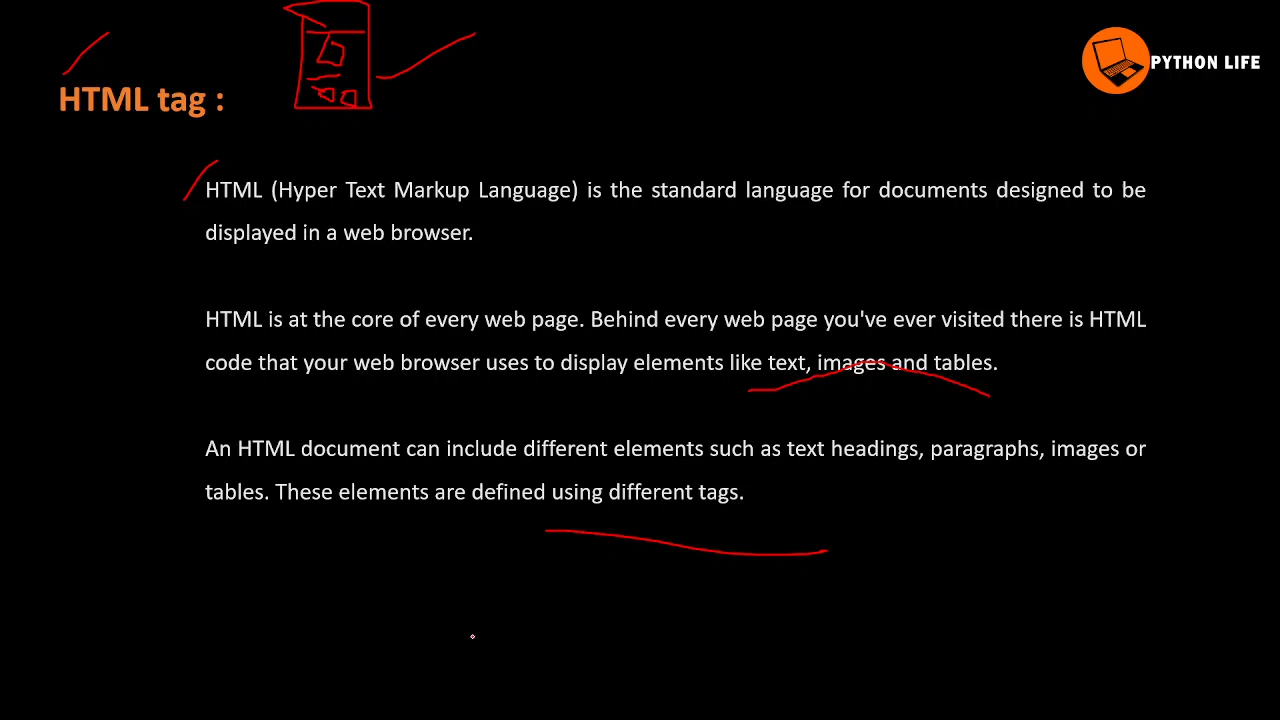 PYTHON LIFE
HTML tag :
HTML (Hyper Text Markup Language) is the standard language for documents designed to be
displayed in a web browser.
HTML is at the core of every web page. Behind every web page you've ever visited there is HTML
code that your web browser uses to display elements like text, images and tables.
An HTML document can include different elements such as text headings, paragraphs, images or
tables. These elements are defined using different tags.